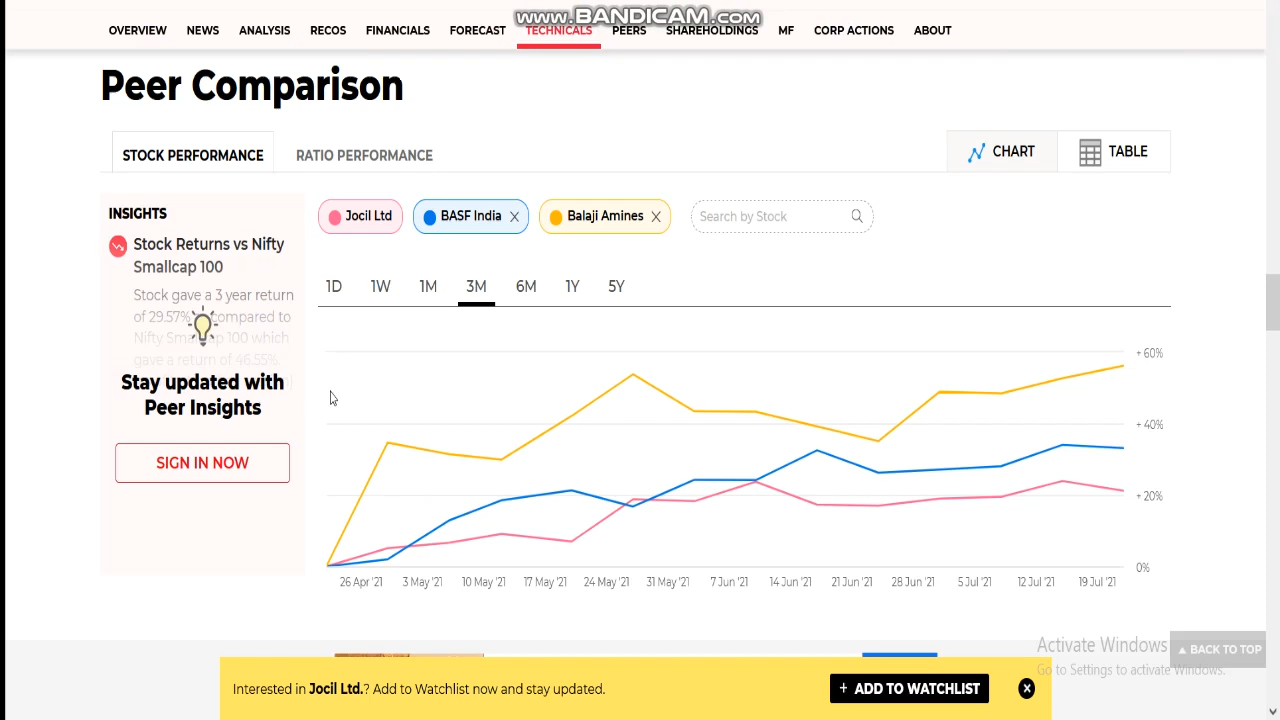 www.BANDICAM.com
OVERVIEW NEWS ANALYSIS RECOS FINANCIALS FORECAST TECHNICALS PEERS SHAREHOLDINGS MF CORP ACTIONS ABOUT
Peer Comparison
STOCK PERFORMANCE RATIO PERFORMANCE CHART TABLE
INSIGHTS
Stock Returns vs Nifty
Smallcap 100
Stock gave a 3 year return
of 29.57% compared to
Nifty Smallcap 100 which
gave a return of 46.55%.
Stay updated with
Peer Insights
SIGN IN NOW
Jocil Ltd BASF India Balaji Amines Search by Stock
1D 1W 1M 3M 6M 1Y 5Y
+60%
+40%
+20%
0%
26 Apr '21 3 May '21 10 May '21 17 May '21 24 May '21 31 May '21 7 Jun '21 14 Jun '21 21 Jun '21 28 Jun '21 5 Jul '21 12 Jul '21 19 Jul '21
Activate Windows
Go to Settings to activate Windows.
BACK TO TOP
Interested in Jocil Ltd.? Add to Watchlist now and stay updated.
+ ADD TO WATCHLIST